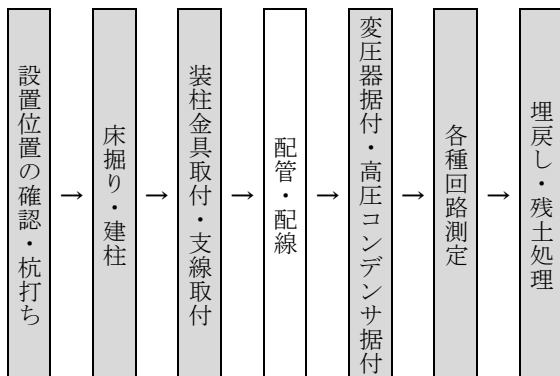 設置位置の確認・杭打ち
→
床掘り・建柱
→
装柱金具取付・支線取付
→
配管・配線
→
変圧器据付・高圧コンデンサ据付
→
各種回路測定
→
埋戻し・残土処理